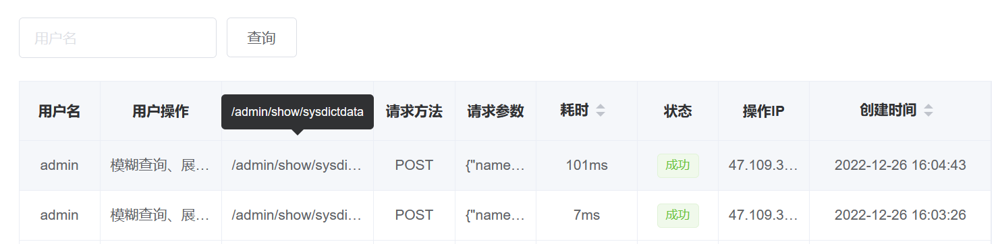 用户名 查询
用户名 用户操作 /admin/show/sysdictdata 请求方法 请求参数 耗时 状态 操作IP 创建时间
admin 模糊查询、展… /admin/show/sysdi… POST {"name… 101ms 成功 47.109.3… 2022-12-26 16:04:43
admin 模糊查询、展… /admin/show/sysdi… POST {"name… 7ms 成功 47.109.3… 2022-12-26 16:03:26